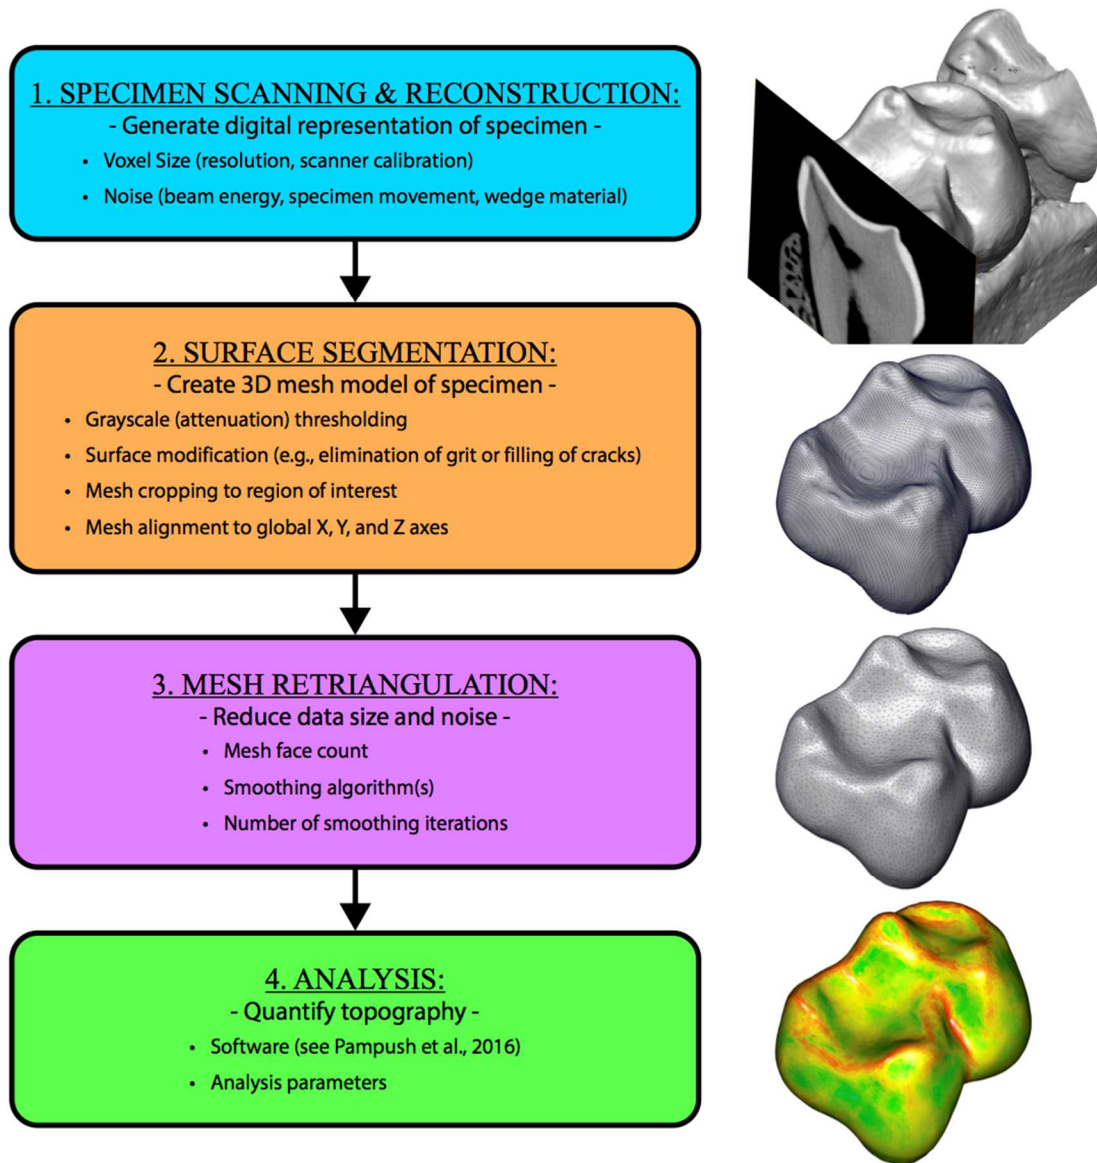 1. SPECIMEN SCANNING & RECONSTRUCTION:
- Generate digital representation of specimen -
• Voxel Size (resolution, scanner calibration)
• Noise (beam energy, specimen movement, wedge material)
2. SURFACE SEGMENTATION:
- Create 3D mesh model of specimen -
• Grayscale (attenuation) thresholding
• Surface modification (e.g., elimination of grit or filling of cracks)
• Mesh cropping to region of interest
• Mesh alignment to global X, Y, and Z axes
3. MESH RETRIANGULATION:
- Reduce data size and noise -
• Mesh face count
• Smoothing algorithm(s)
• Number of smoothing iterations
4. ANALYSIS:
- Quantify topography -
• Software (see Pampush et al., 2016)
• Analysis parameters